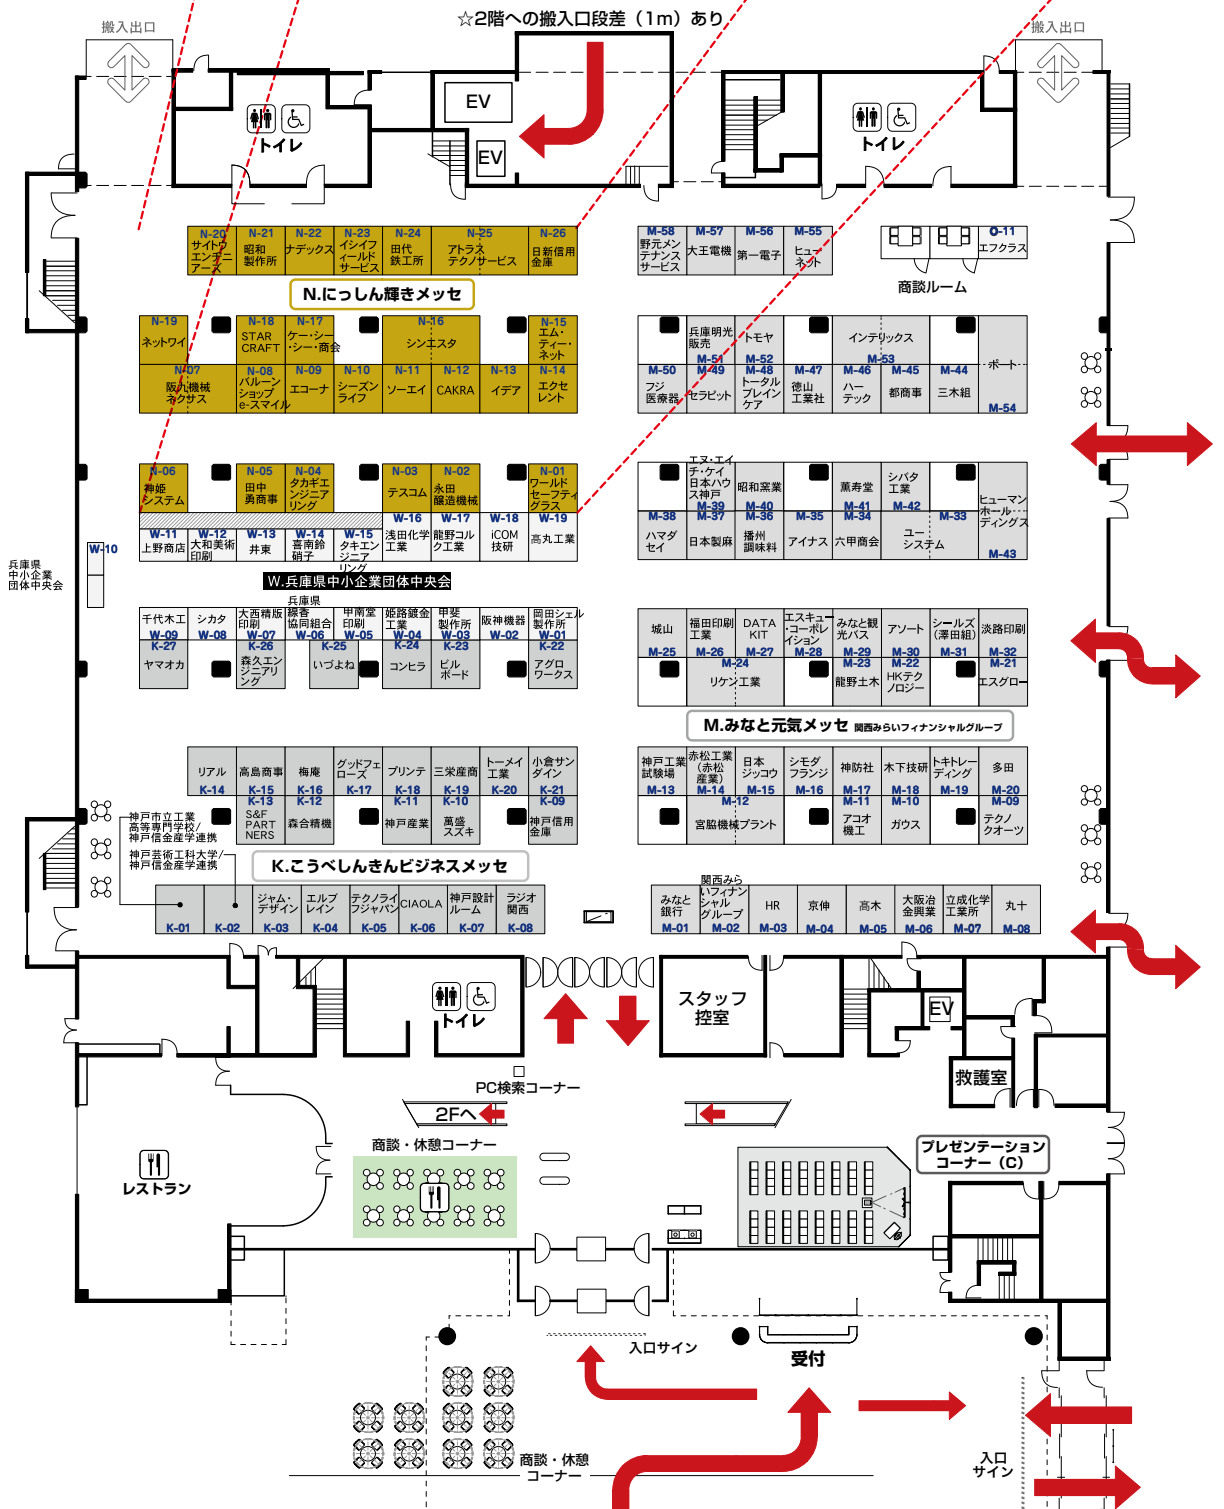 ☆2階への搬入口段差（1m）あり
搬入出口
搬入出口
EV
EV
トイレ
トイレ
N-20
サイトウ
エンヂニ
アーズ
N-21
昭和
製作所
N-22
ナデックス
N-23
イシイフ
ィールド
サービス
N-24
田代
鉄工所
N-25
アトラス
テクノサービス
N-26
日新信用
金庫
M-58
野元メン
テナンス
サービス
M-57
大王電機
M-56
第一電子
M-55
ヒュー
ネット
O-11
エフクラス
商談ルーム
N.にっしん輝きメッセ
N-19
ネットワイ
N-18
STAR
CRAFT
N-17
ケー・シー
・シー・商会
N-16
シンエスタ
N-15
エム・
ティー・
ネット
N-07
阪九機械
ネクサス
N-08
バルーン
ショップ
e-スマイル
N-09
エコーナ
N-10
シーズン
ライフ
N-11
ソーエイ
N-12
CAKRA
N-13
イデア
N-14
エクセ
レント
兵庫明光
販売
M-51
トモヤ
M-52
インテリックス
M-53
ポート
M-54
M-50
フジ
医療器
M-49
セラピット
M-48
トータル
ブレイン
ケア
M-47
徳山
工業社
M-46
ハー
テック
M-45
都商事
M-44
三木組
N-06
神姫
システム
N-05
田中
勇商事
N-04
タカギエ
ンジニア
リング
N-03
テスコム
N-02
永田
醸造機械
N-01
ワールド
セーフティ
グラス
エヌ・エイ
チ・ケイ
日本ハウ
ス神戸
M-39
昭和窯業
M-40
薫寿堂
M-41
シバタ
工業
M-42
ヒューマン
ホール
ディングス
M-43
W-11
上野商店
W-12
大和美術
印刷
W-13
井東
W-14
喜南鈴
硝子
W-15
タキエン
ジニア
リング
W-16
浅田化学
工業
W-17
龍野コル
ク工業
W-18
iCOM
技研
W-19
高丸工業
M-38
ハマダ
セイ
M-37
日本製麻
M-36
播州
調味料
M-35
アイナス
M-34
六甲商会
M-33
ユー
システム
W-10
兵庫県
中小企業
団体中央会
W.兵庫県中小企業団体中央会
千代木工
W-09
シカタ
W-08
大西精版
印刷
W-07
兵庫県
線香
協同組合
W-06
甲南堂
印刷
W-05
姫路鍍金
工業
W-04
甲斐
製作所
W-03
阪神機器
W-02
岡田シェル
製作所
W-01
K-27
ヤマオカ
K-26
森久エン
ジニアリ
ング
K-25
いづよね
K-24
コンヒラ
K-23
ビル
ボード
K-22
アグロ
ワークス
城山
M-25
福田印刷
工業
M-26
DATA
KIT
M-27
エスキュー
・コーポレ
イション
M-28
みなと観
光バス
M-29
アソート
M-30
シールズ
（澤田組）
M-31
淡路印刷
M-32
M-24
リケン工業
M-23
龍野土木
M-22
HKテク
ノロジー
M-21
エスグロー
M.みなと元気メッセ 関西みらいフィナンシャルグループ
リアル
K-14
高島商事
K-15
梅庵
K-16
グッドフェ
ローズ
K-17
プリンテ
K-18
三栄産商
K-19
トーメイ
工業
K-20
小倉サン
ダイン
K-21
K-13
S&F
PART
NERS
K-12
森合精機
K-11
神戸産業
K-10
萬盛
スズキ
K-09
神戸信用
金庫
神戸工業
試験場
M-13
赤松工業
（赤松
産業）
M-14
日本
ジッコウ
M-15
シモダ
フランジ
M-16
神防社
M-17
木下技研
M-18
トキトレー
ディング
M-19
多田
M-20
M-12
宮脇機械プラント
M-11
アコオ
機工
M-10
ガウス
M-09
テクノ
クオーツ
神戸市立工業
高等専門学校/
神戸信金産学連携
神戸芸術工科大学/
神戸信金産学連携
K.こうべしんきんビジネスメッセ
K-01
K-02
ジャム・
デザイン
K-03
エルブ
レイン
K-04
テクノライ
フジャパン
K-05
CIAOLA
K-06
神戸設計
ルーム
K-07
ラジオ
関西
K-08
みなと
銀行
M-01
関西みら
いフィナン
シャル
グループ
M-02
HR
M-03
京伸
M-04
高木
M-05
大阪冶
金興業
M-06
立成化学
工業所
M-07
丸十
M-08
トイレ
スタッフ
控室
EV
救護室
PC検索コーナー
2Fへ
商談・休憩コーナー
レストラン
プレゼンテーション
コーナー（C）
入口サイン
受付
商談・休憩
コーナー
入口
サイン